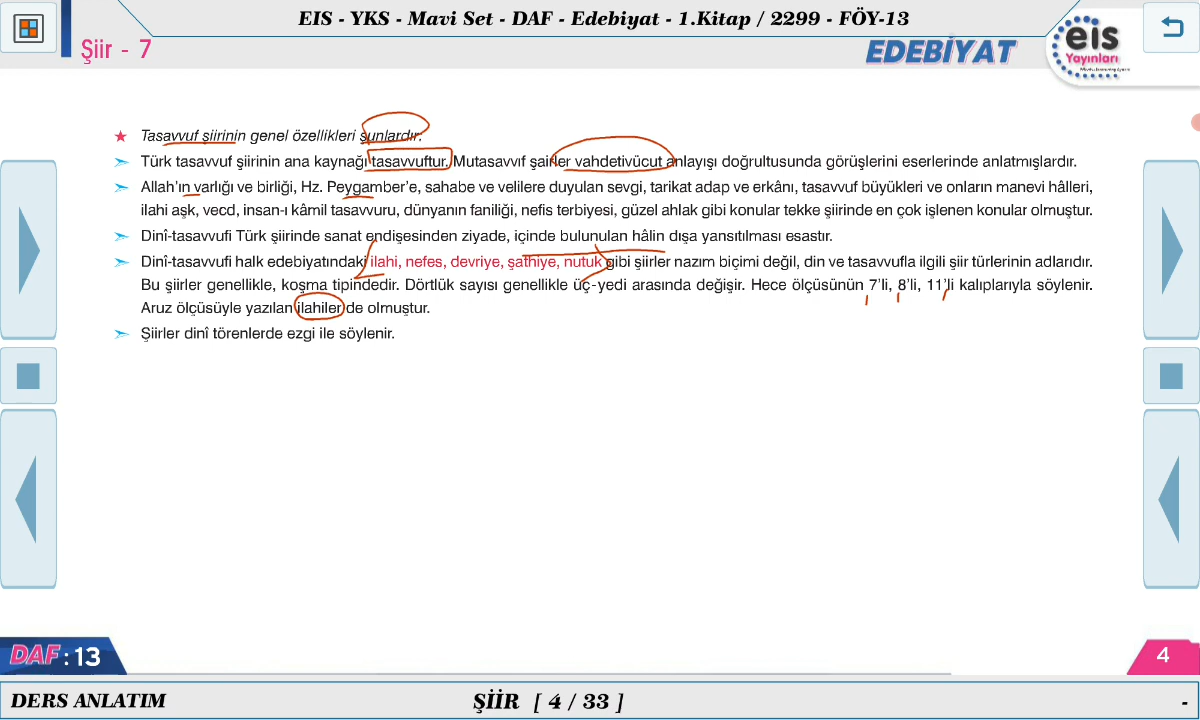 EIS - YKS - Mavi Set - DAF - Edebiyat - 1.Kitap / 2299 - FÖY-13
Şiir - 7
EDEBİYAT
eis
Yayınları
★ Tasavvuf şiirinin genel özellikleri şunlardır:
➢ Türk tasavvuf şiirinin ana kaynağı tasavvuftur. Mutasavvıf şairler vahdetivücut anlayışı doğrultusunda görüşlerini eserlerinde anlatmışlardır.
➢ Allah'ın varlığı ve birliği, Hz. Peygamber'e, sahabe ve velilere duyulan sevgi, tarikat adap ve erkânı, tasavvuf büyükleri ve onların manevi hâlleri,
ilahi aşk, vecd, insan-ı kâmil tasavvuru, dünyanın faniliği, nefis terbiyesi, güzel ahlak gibi konular tekke şiirinde en çok işlenen konular olmuştur.
➢ Dinî-tasavvufi Türk şiirinde sanat endişesinden ziyade, içinde bulunulan hâlin dışa yansıtılması esastır.
➢ Dinî-tasavvufi halk edebiyatındaki ilahi, nefes, devriye, şathiye, nutuk gibi şiirler nazım biçimi değil, din ve tasavvufla ilgili şiir türlerinin adlarıdır.
Bu şiirler genellikle, koşma tipindedir. Dörtlük sayısı genellikle üç-yedi arasında değişir. Hece ölçüsünün 7'li, 8'li, 11'li kalıplarıyla söylenir.
Aruz ölçüsüyle yazılan ilahiler de olmuştur.
➢ Şiirler dinî törenlerde ezgi ile söylenir.
DAF : 13
4
DERS ANLATIM
ŞİİR [ 4 / 33 ]
-